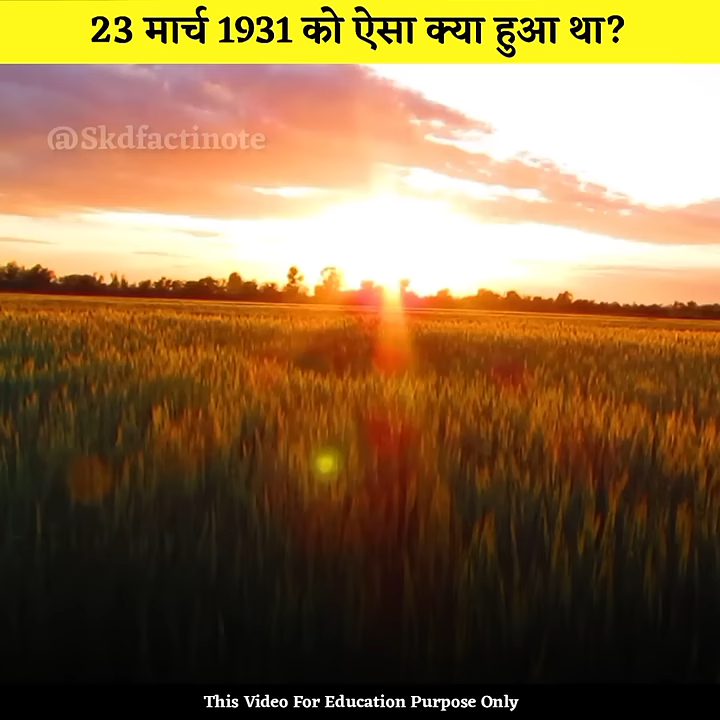 23 मार्च 1931 को ऐसा क्या हुआ था?
@Skdfactinote
This Video For Education Purpose Only